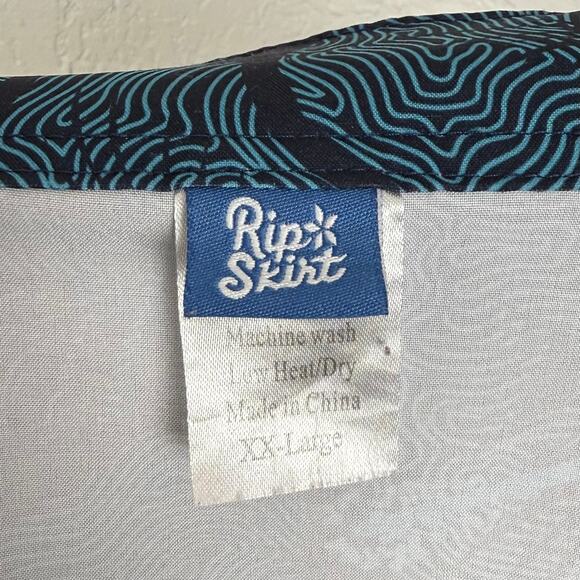 Rip
Skirt
Machine wash
Low Heat/Dry
Made in China
XX-Large